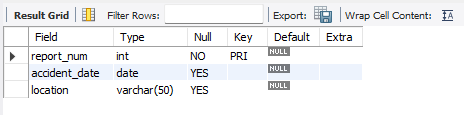 Result Grid Filter Rows: Export: Wrap Cell Content: IA
Field Type Null Key Default Extra
report_num int NO PRI NULL
accident_date date YES NULL
location varchar(50) YES NULL